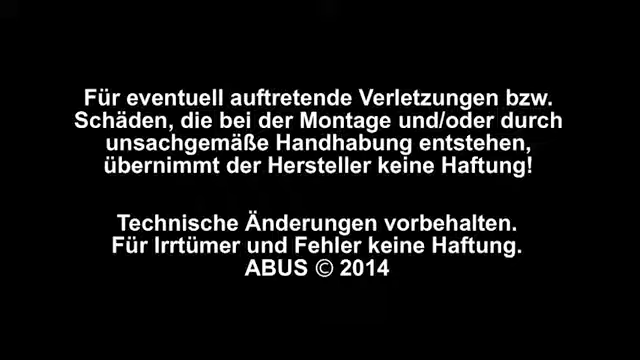 Für eventuell auftretende Verletzungen bzw.
Schäden, die bei der Montage und/oder durch
unsachgemäße Handhabung entstehen,
übernimmt der Hersteller keine Haftung!
Technische Änderungen vorbehalten.
Für Irrtümer und Fehler keine Haftung.
ABUS © 2014